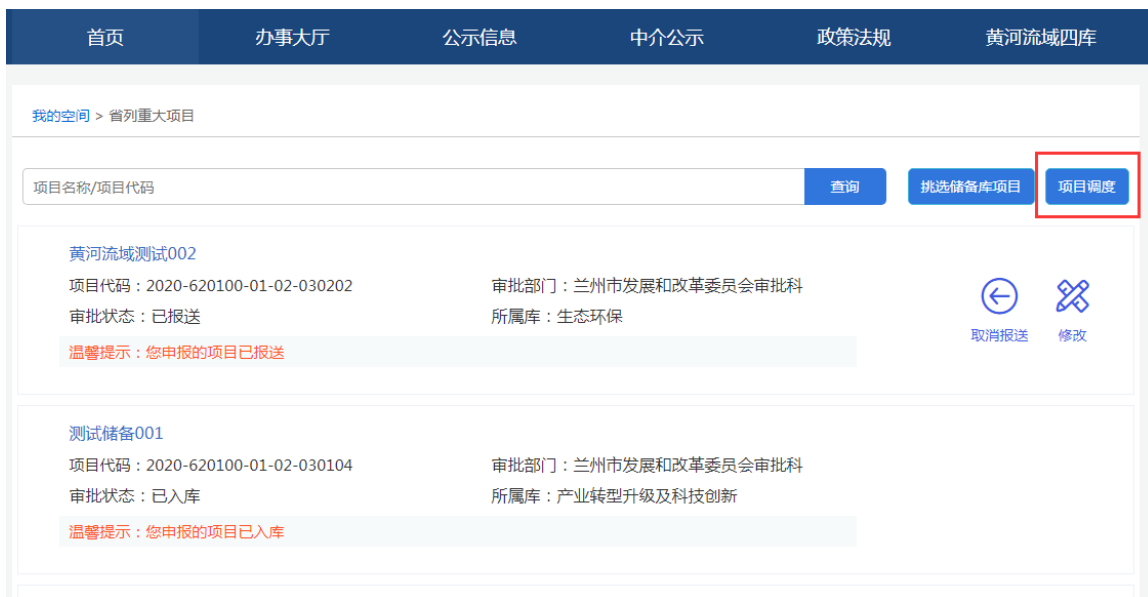 首页 办事大厅 公示信息 中介公示 政策法规 黄河流域四库
我的空间 > 省列重大项目
项目名称/项目代码 查询 挑选储备库项目 项目调度
黄河流域测试002
项目代码：2020-620100-01-02-030202 审批部门：兰州市发展和改革委员会审批科
审批状态：已报送 所属库：生态环保
取消报送 修改
温馨提示：您申报的项目已报送
测试储备001
项目代码：2020-620100-01-02-030104 审批部门：兰州市发展和改革委员会审批科
审批状态：已入库 所属库：产业转型升级及科技创新
温馨提示：您申报的项目已入库